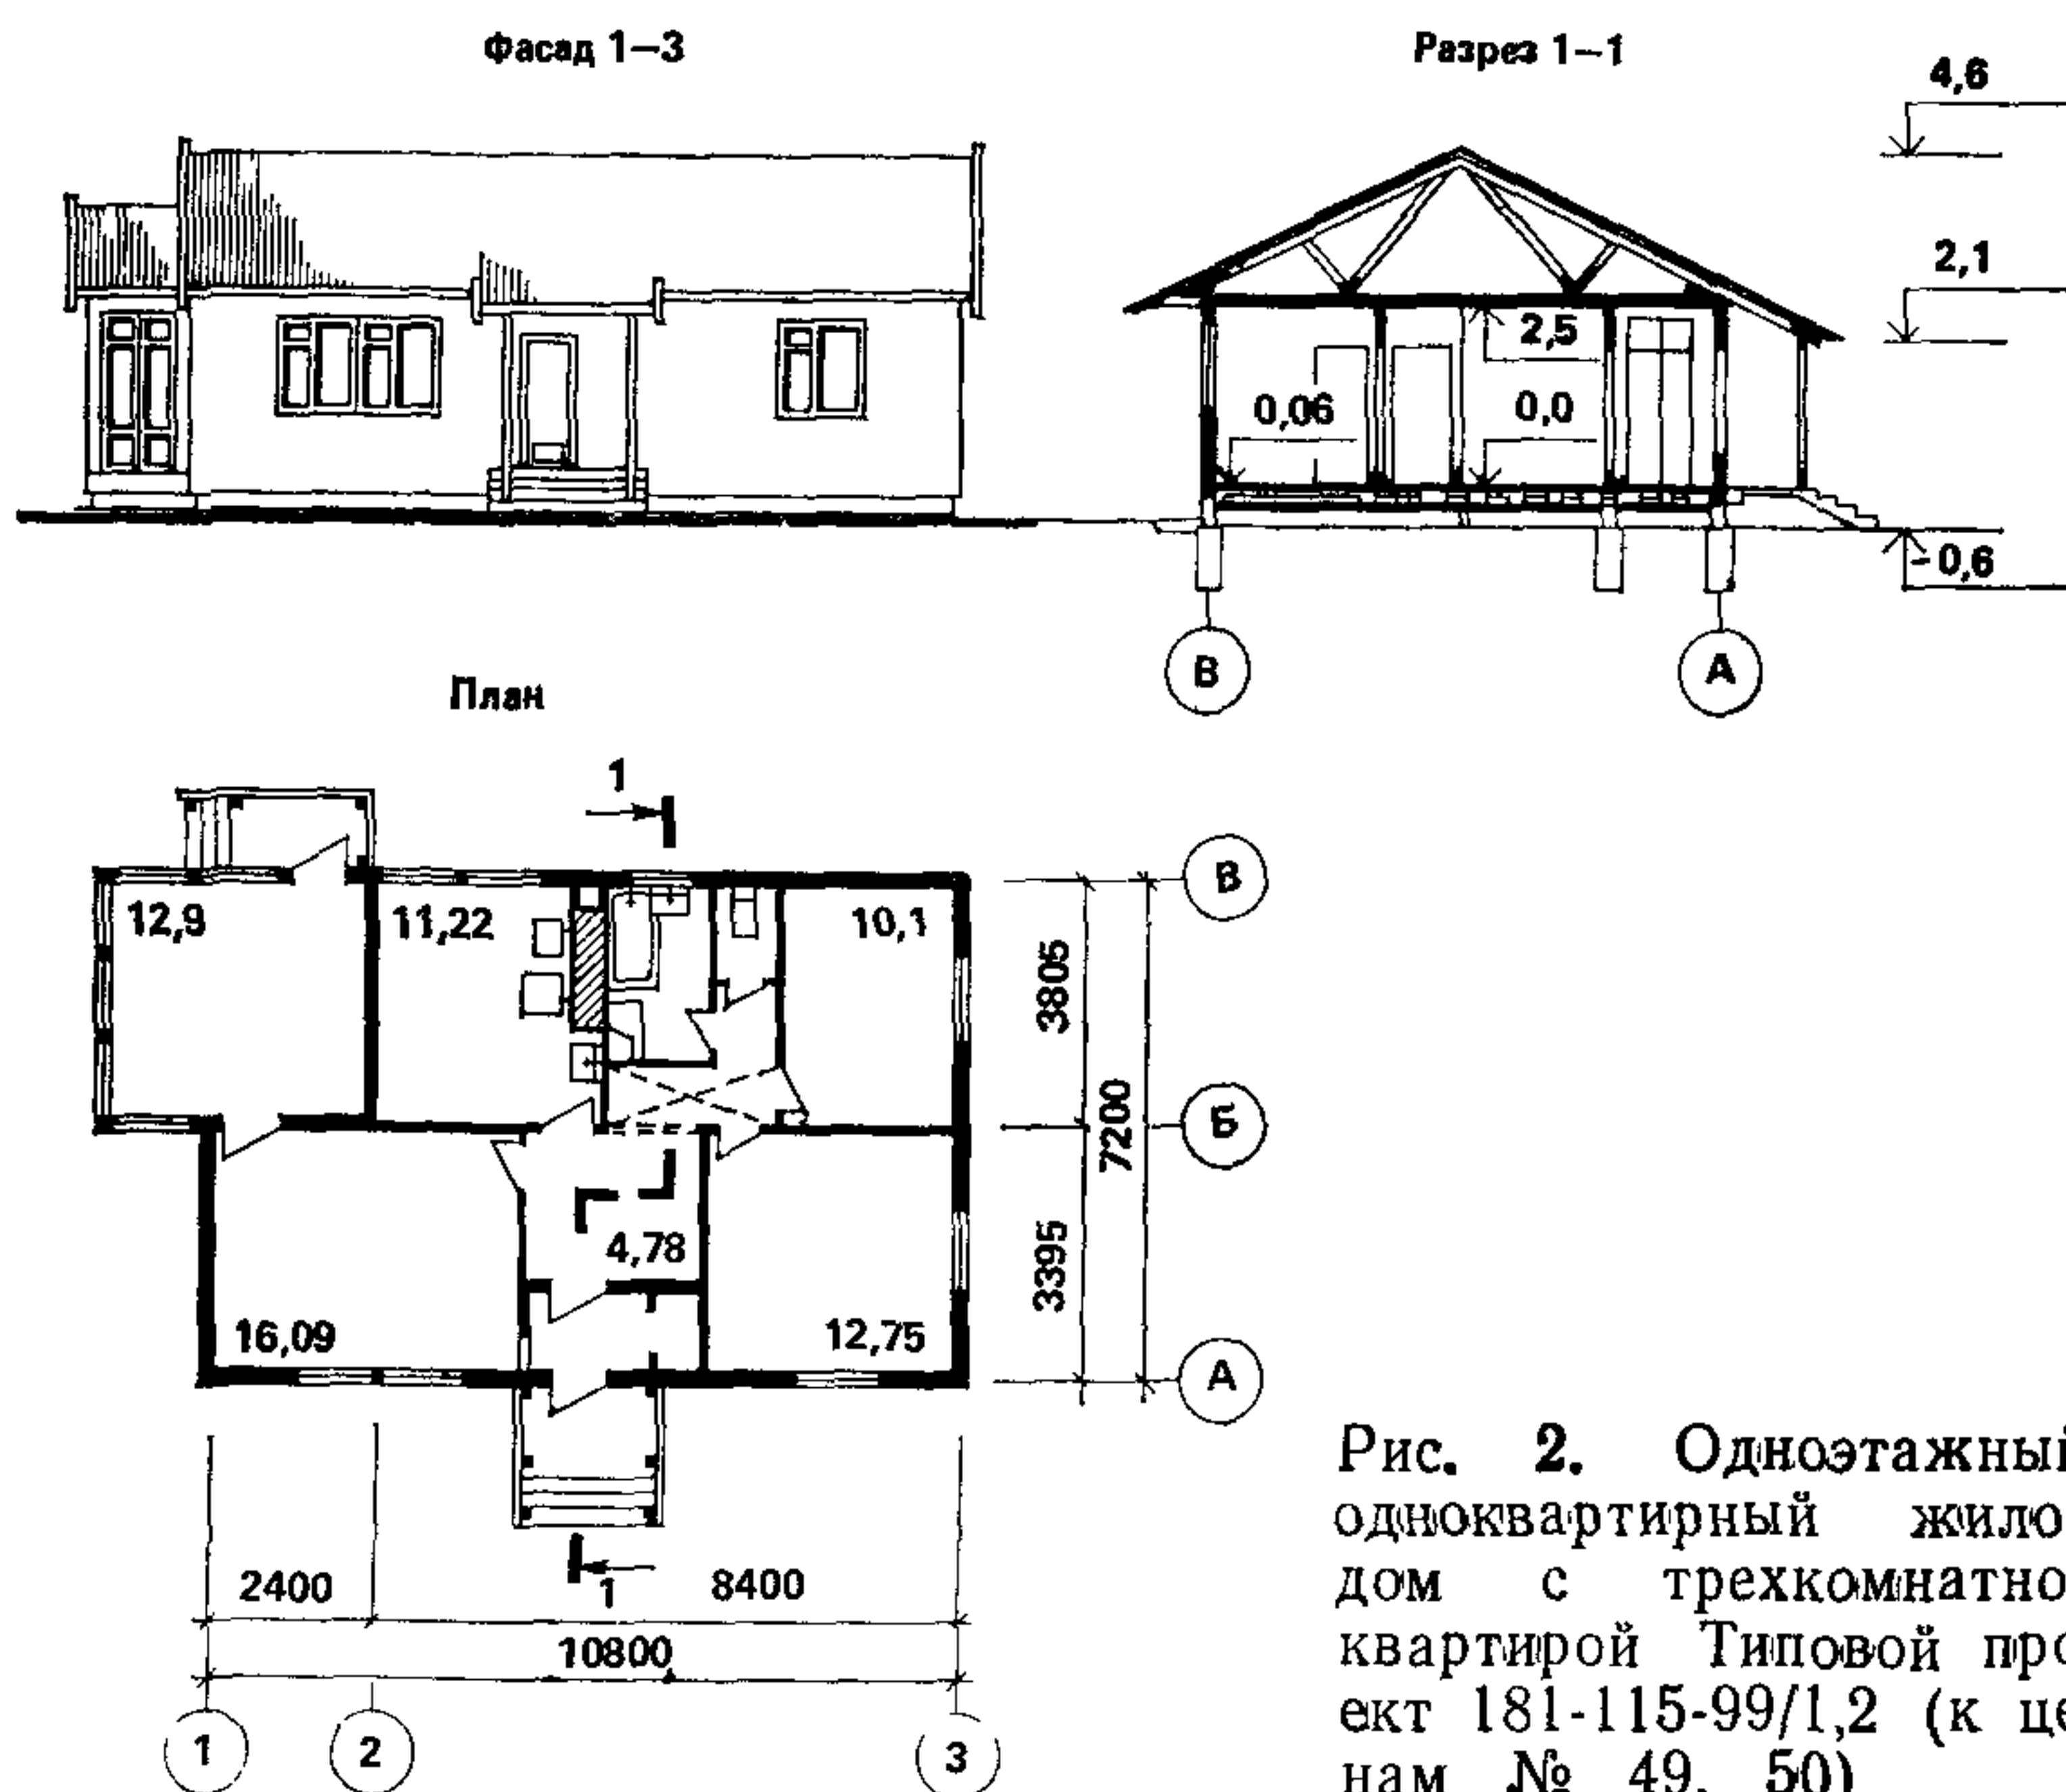 Фасад 1—3
Разрез 1—1
4,6
2,1
2,5
0,06
0,0
-0,6
В
А
План
1
12,9
11,22
10,1
В
3805
7200
Б
3395
4,78
16,09
12,75
А
1
2400
8400
10800
1
2
3
Рис. 2. Одноэтажный
одноквартирный жило
дом с трехкомнатно
квартирой Типовой про
ект 181-115-99/1,2 (к це
нам № 49, 50)